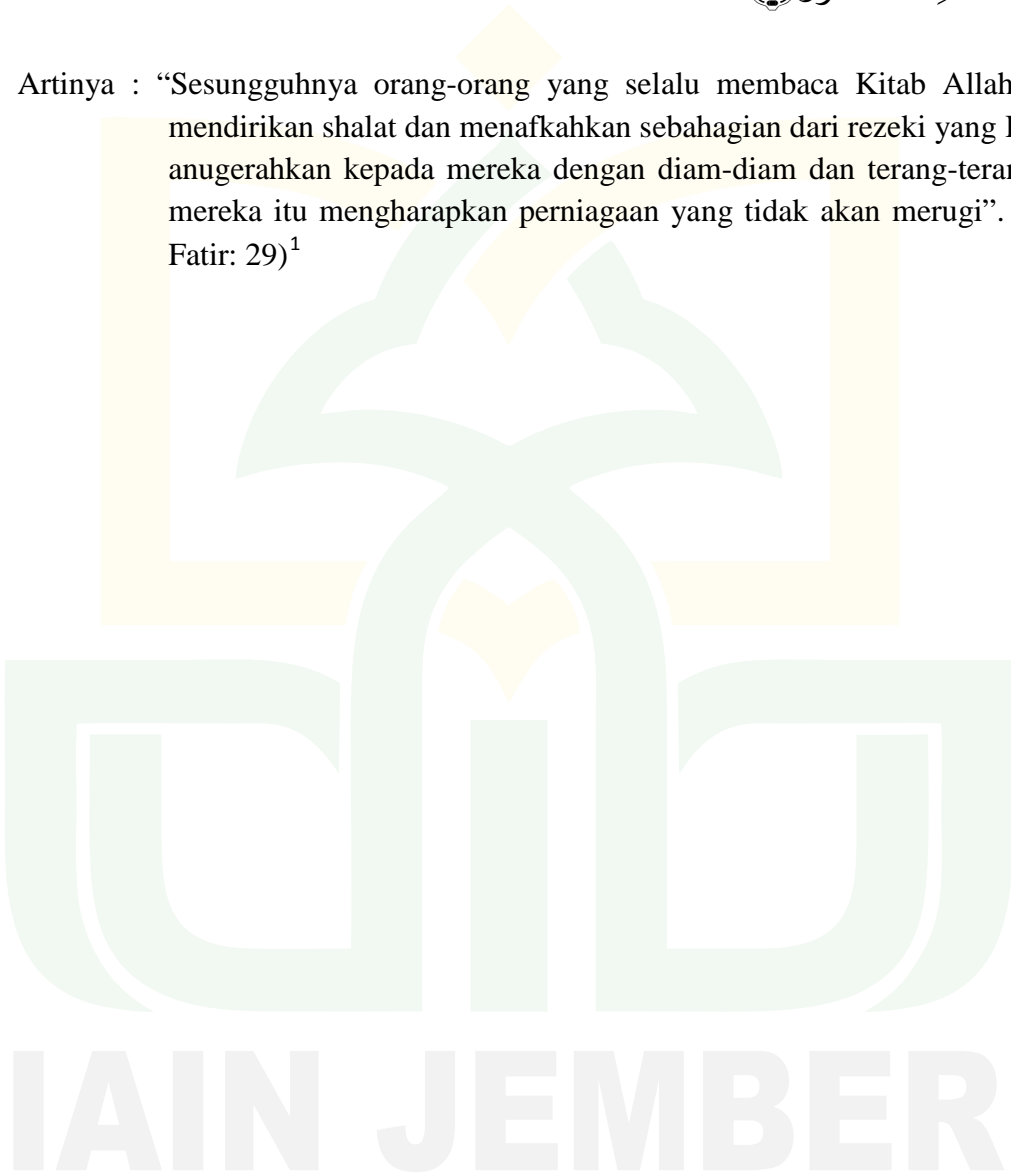 Artinya : “Sesungguhnya orang-orang yang selalu membaca Kitab Allah
mendirikan shalat dan menafkahkan sebahagian dari rezeki yang
anugerahkan kepada mereka dengan diam-diam dan
mereka itu mengharapkan perniagaan yang tidak akan merugi”.
Fatir: 29)¹
IAIN JEMBER